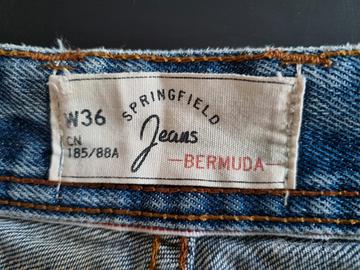 W36
CN
185/88A
SPRINGFIELD
Jeans
BERMUDA